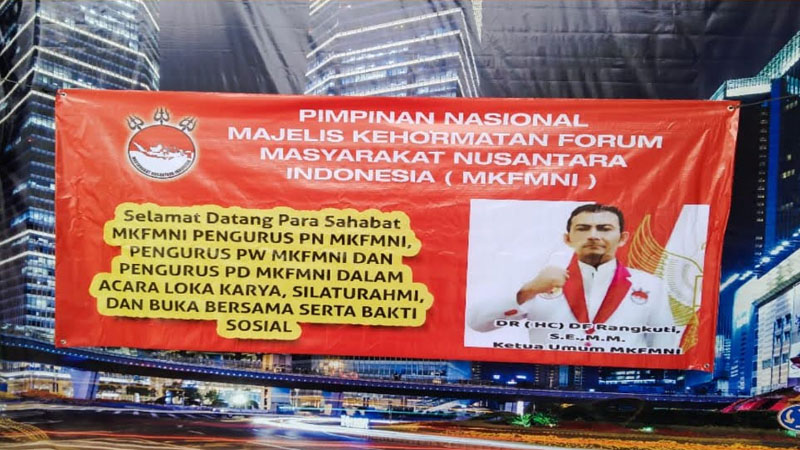 PIMPINAN NASIONAL
MAJELIS KEHORMATAN FORUM
MASYARAKAT NUSANTARA
INDONESIA ( MKFMNI )
Selamat Datang Para Sahabat
MKFMNI PENGURUS PN MKFMNI,
PENGURUS PW MKFMNI DAN
PENGURUS PD MKFMNI DALAM
ACARA LOKA KARYA, SILATURAHMI,
DAN BUKA BERSAMA SERTA BAKTI
SOSIAL
DR (HC) DF Rangkuti,
S.E.,M.M.
Ketua Umum MKFMNI